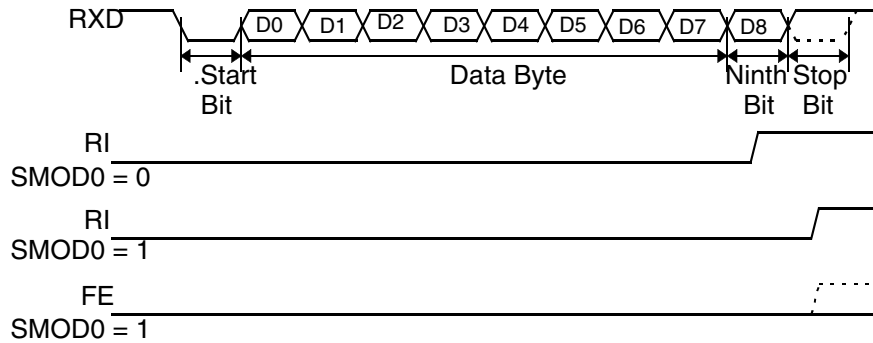 RXD D0 D1 D2 D3 D4 D5 D6 D7 D8
.Start Data Byte Ninth Stop
Bit Bit Bit
RI
SMOD0 = 0
RI
SMOD0 = 1
FE
SMOD0 = 1